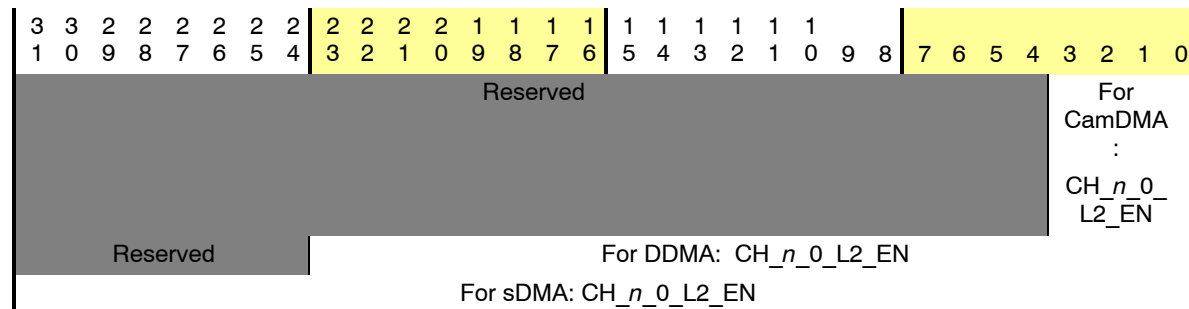 3 3 2 2 2 2 2 2 2 2 2 2 1 1 1 1 1 1 1 1 1 1
1 0 9 8 7 6 5 4 3 2 1 0 9 8 7 6 5 4 3 2 1 0 9 8 7 6 5 4 3 2 1 0
Reserved For
CamDMA
:
CH_n_0_
L2_EN
Reserved For DDMA: CH_n_0_L2_EN
For sDMA: CH_n_0_L2_EN